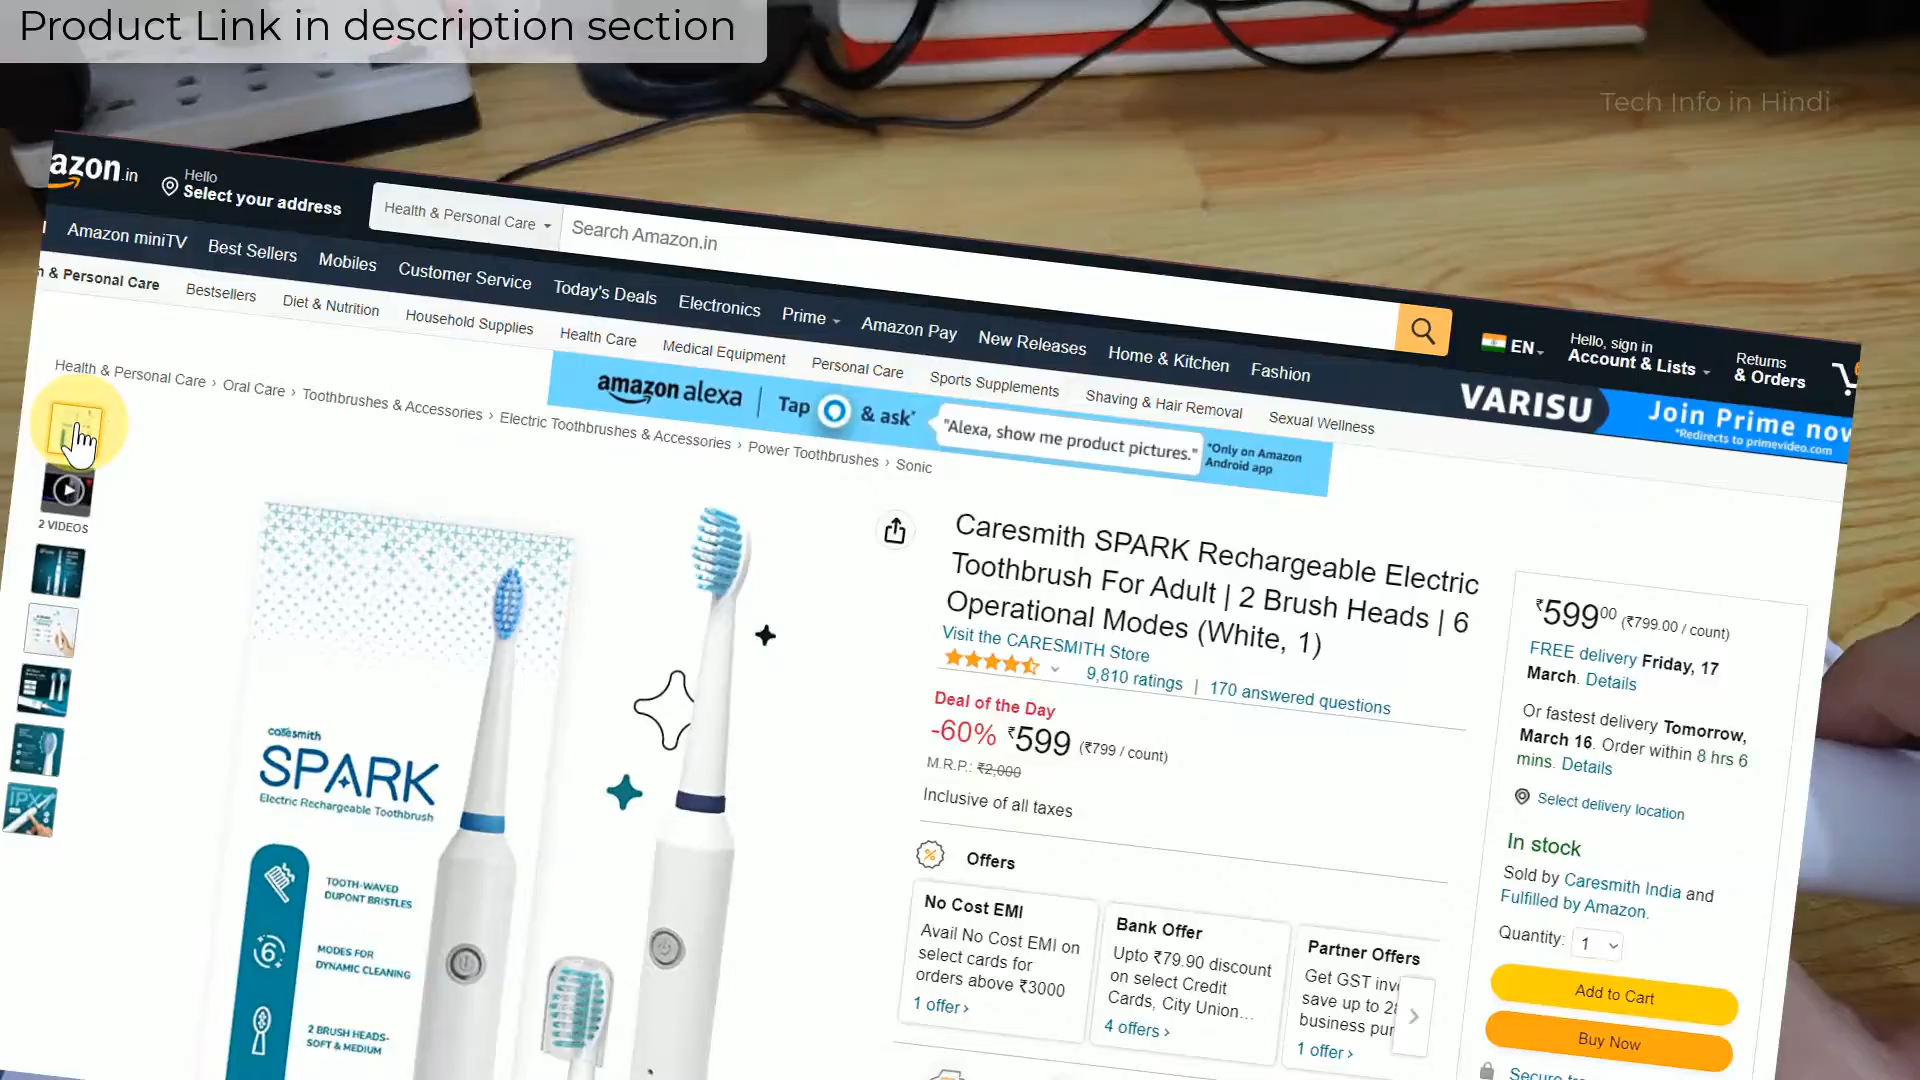 Product Link in description section
Tech Info in Hindi
azon.in
Hello
Select your address
Health & Personal Care
Search Amazon.in
EN
Hello, sign in
Account & Lists
Returns
& Orders
Amazon miniTV
Best Sellers
Mobiles
Customer Service
Today's Deals
Electronics
Prime
Amazon Pay
New Releases
Home & Kitchen
Fashion
VARISU
Join Prime now
*Redirects to primevideo.com
h & Personal Care
Bestsellers
Diet & Nutrition
Household Supplies
Health Care
Medical Equipment
Personal Care
Sports Supplements
Shaving & Hair Removal
Sexual Wellness
amazon alexa
Tap & ask*
"Alexa, show me product pictures."
*Only on Amazon
Android app
Health & Personal Care › Oral Care › Toothbrushes & Accessories › Electric Toothbrushes & Accessories › Power Toothbrushes › Sonic
2 VIDEOS
IPX7
caresmith
SPARK
Electric Rechargeable Toothbrush
TOOTH-WAVED
DUPONT BRISTLES
6
MODES FOR
DYNAMIC CLEANING
2 BRUSH HEADS-
SOFT & MEDIUM
Caresmith SPARK Rechargeable Electric
Toothbrush For Adult | 2 Brush Heads | 6
Operational Modes (White, 1)
Visit the CARESMITH Store
9,810 ratings | 170 answered questions
Deal of the Day
-60% ₹599 (₹799 / count)
M.R.P.: ₹2,000
Inclusive of all taxes
Offers
No Cost EMI
Avail No Cost EMI on
select cards for
orders above ₹3000
1 offer›
Bank Offer
Upto ₹79.90 discount
on select Credit
Cards, City Union...
4 offers›
Partner Offers
Get GST inv
save up to 28
business pur
1 offer›
₹59900 (₹799.00 / count)
FREE delivery Friday, 17
March. Details
Or fastest delivery Tomorrow,
March 16. Order within 8 hrs 6
mins. Details
Select delivery location
In stock
Sold by Caresmith India and
Fulfilled by Amazon.
Quantity: 1
Add to Cart
Buy Now